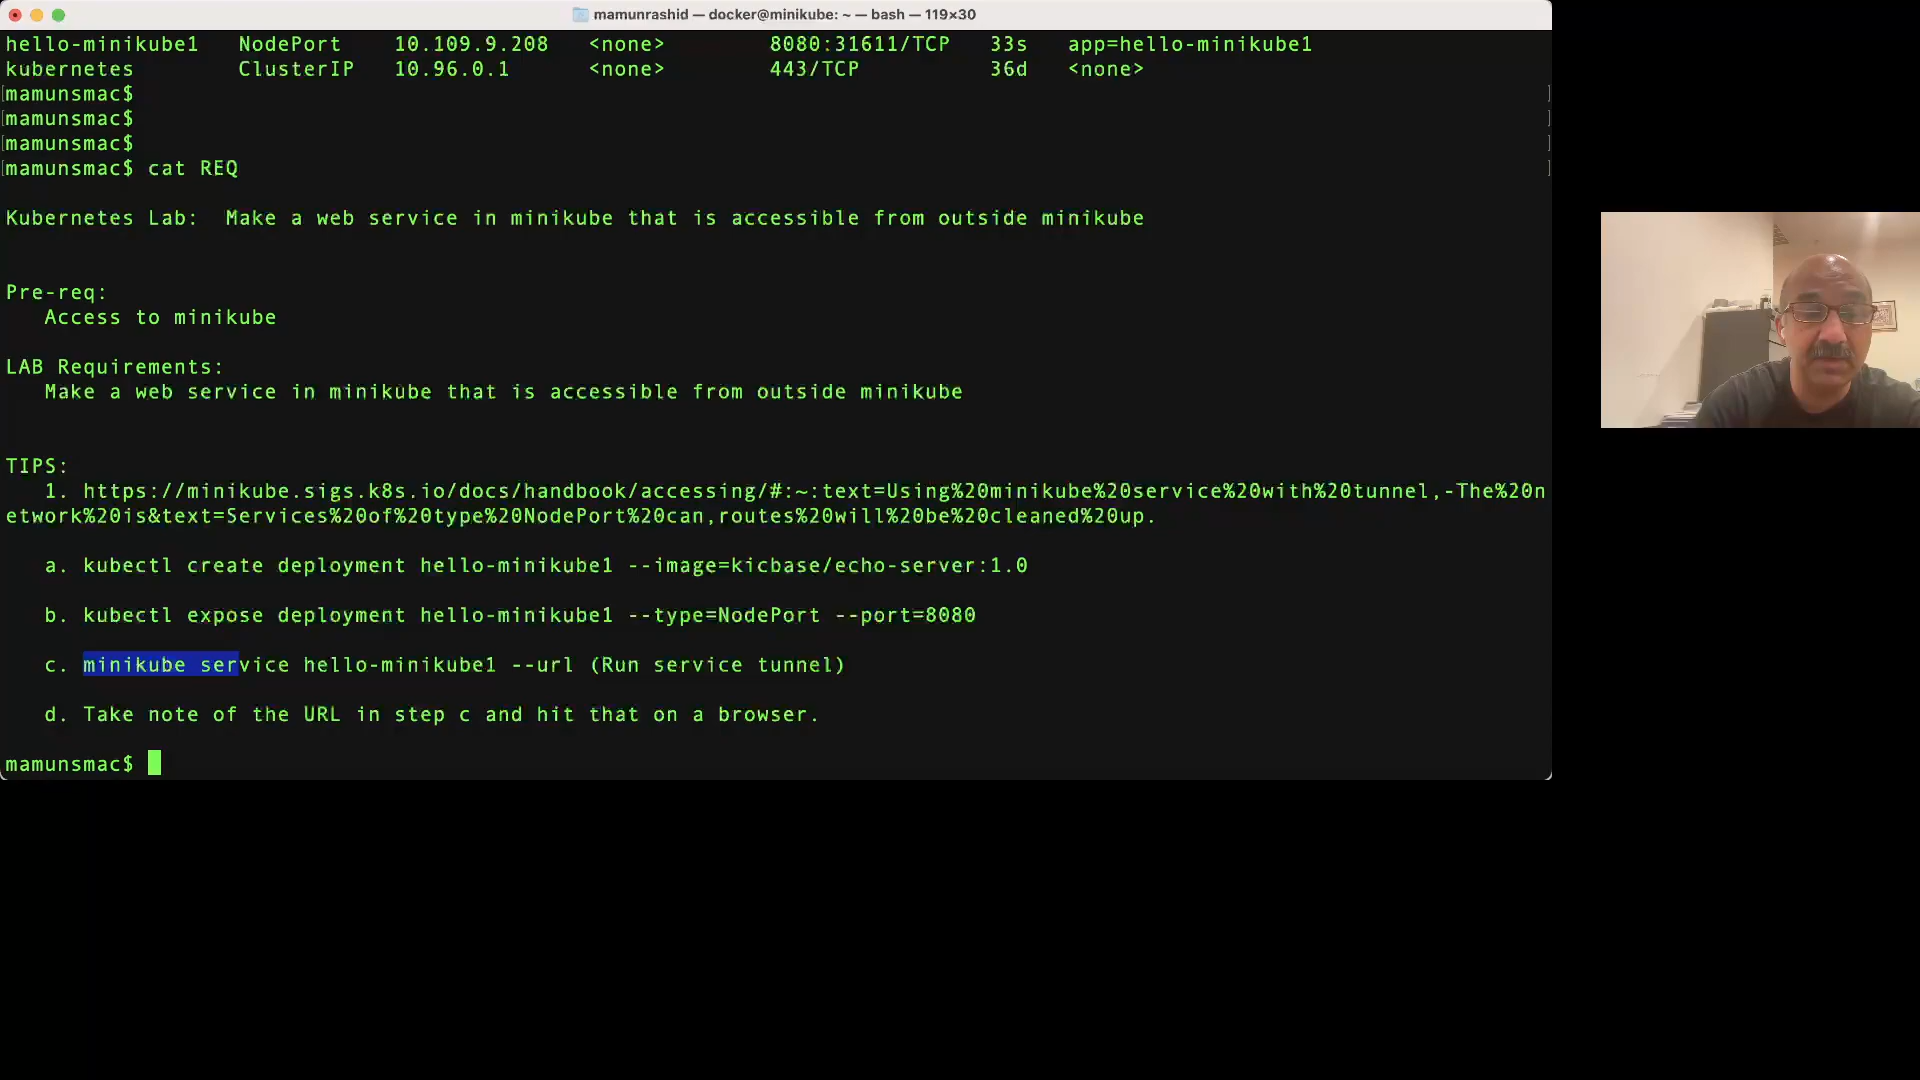 mamunrashid — docker@minikube: ~ — bash — 119×30
hello-minikube1 NodePort 10.109.9.208 <none> 8080:31611/TCP 33s app=hello-minikube1
kubernetes ClusterIP 10.96.0.1 <none> 443/TCP 36d <none>
[mamunsmac$ ]
[mamunsmac$ ]
[mamunsmac$ ]
[mamunsmac$ cat REQ ]
Kubernetes Lab: Make a web service in minikube that is accessible from outside minikube
Pre-req:
Access to minikube
LAB Requirements:
Make a web service in minikube that is accessible from outside minikube
TIPS:
1. https://minikube.sigs.k8s.io/docs/handbook/accessing/#:~:text=Using%20minikube%20service%20with%20tunnel,-The%20n
etwork%20is&text=Services%20of%20type%20NodePort%20can,routes%20will%20be%20cleaned%20up.
a. kubectl create deployment hello-minikube1 --image=kicbase/echo-server:1.0
b. kubectl expose deployment hello-minikube1 --type=NodePort --port=8080
c. minikube service hello-minikube1 --url (Run service tunnel)
d. Take note of the URL in step c and hit that on a browser.
mamunsmac$